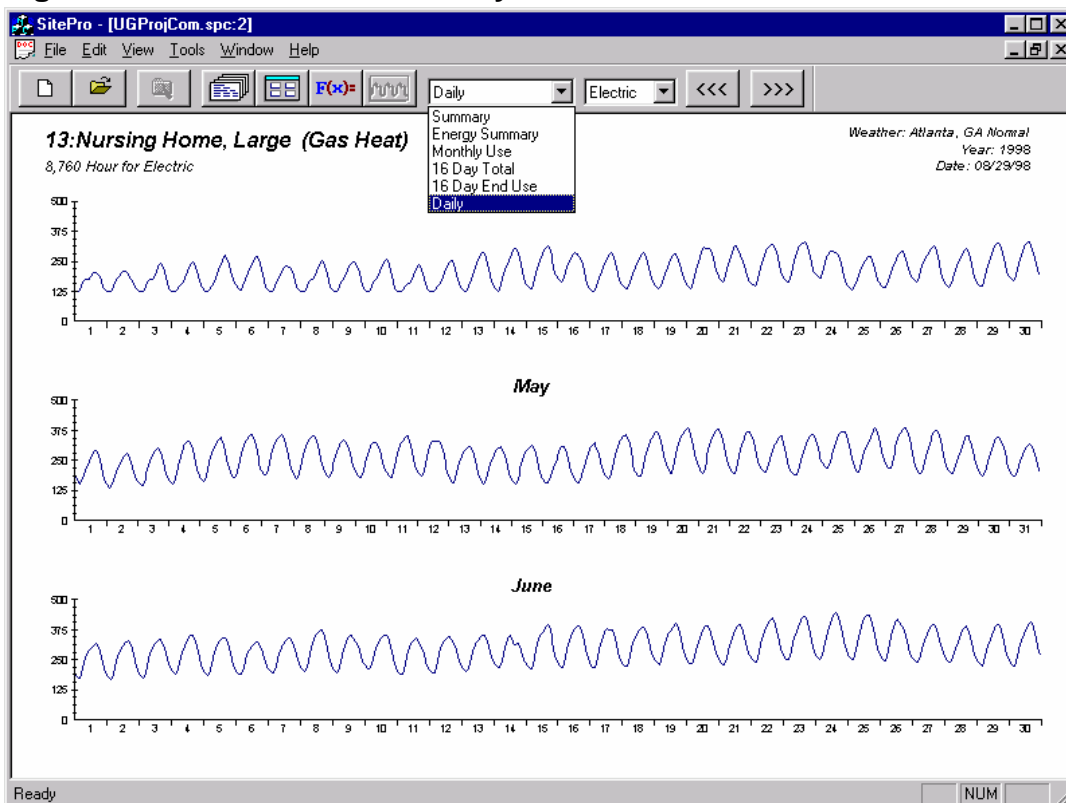 SitePro - [UGProjCom.spc:2]
File Edit View Tools Window Help
F(x)= Daily Electric <<< >>>
Summary
Energy Summary
Monthly Use
16 Day Total
16 Day End Use
Daily
13:Nursing Home, Large (Gas Heat)
8,760 Hour for Electric
Weather: Atlanta, GA Normal
Year: 1998
Date: 08/29/98
500
375
250
125
0
1 2 3 4 5 6 7 8 9 10 11 12 13 14 15 16 17 18 19 20 21 22 23 24 25 26 27 28 29 30
May
500
375
250
125
0
1 2 3 4 5 6 7 8 9 10 11 12 13 14 15 16 17 18 19 20 21 22 23 24 25 26 27 28 29 30 31
June
500
375
250
125
0
1 2 3 4 5 6 7 8 9 10 11 12 13 14 15 16 17 18 19 20 21 22 23 24 25 26 27 28 29 30
Ready NUM